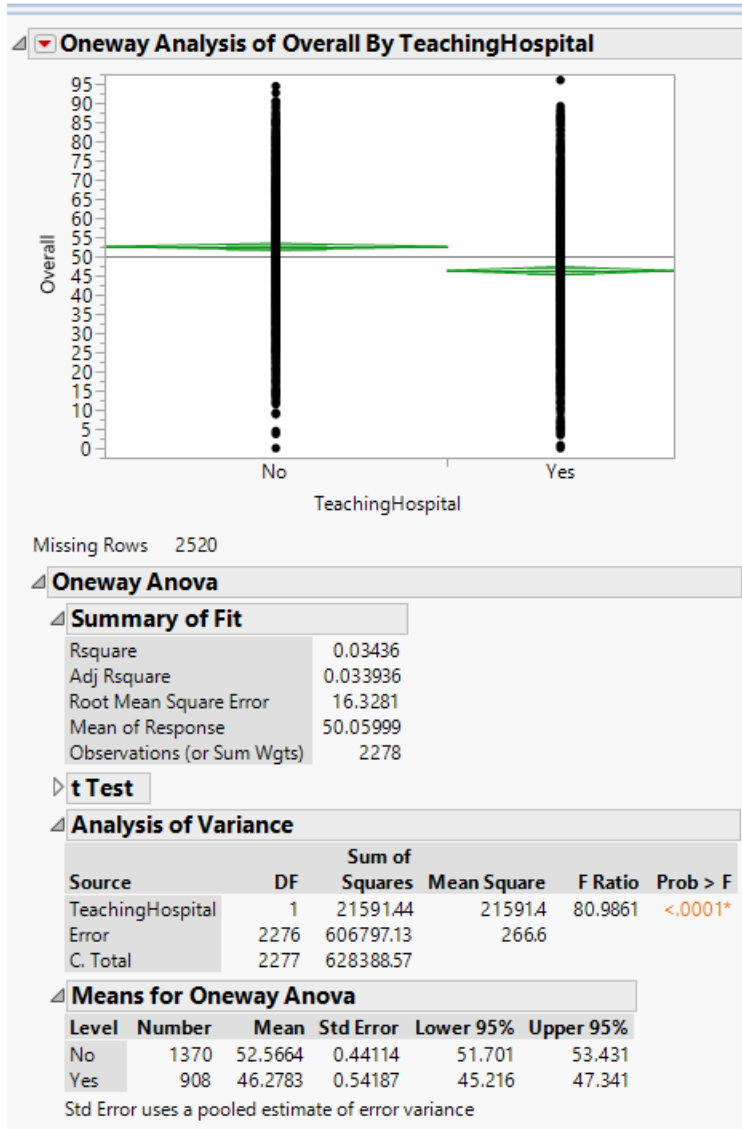 Oneway Analysis of Overall By TeachingHospital
95
90
85
80
75
70
65
60
55
50
45
40
35
30
25
20
15
10
5
0
Overall
No Yes
TeachingHospital
Missing Rows 2520
Oneway Anova
Summary of Fit
Rsquare 0.03436
Adj Rsquare 0.033936
Root Mean Square Error 16.3281
Mean of Response 50.05999
Observations (or Sum Wgts) 2278
t Test
Analysis of Variance
Sum of
Source DF Squares Mean Square F Ratio Prob > F
TeachingHospital 1 21591.44 21591.4 80.9861 <.0001*
Error 2276 606797.13 266.6
C. Total 2277 628388.57
Means for Oneway Anova
Level Number Mean Std Error Lower 95% Upper 95%
No 1370 52.5664 0.44114 51.701 53.431
Yes 908 46.2783 0.54187 45.216 47.341
Std Error uses a pooled estimate of error variance